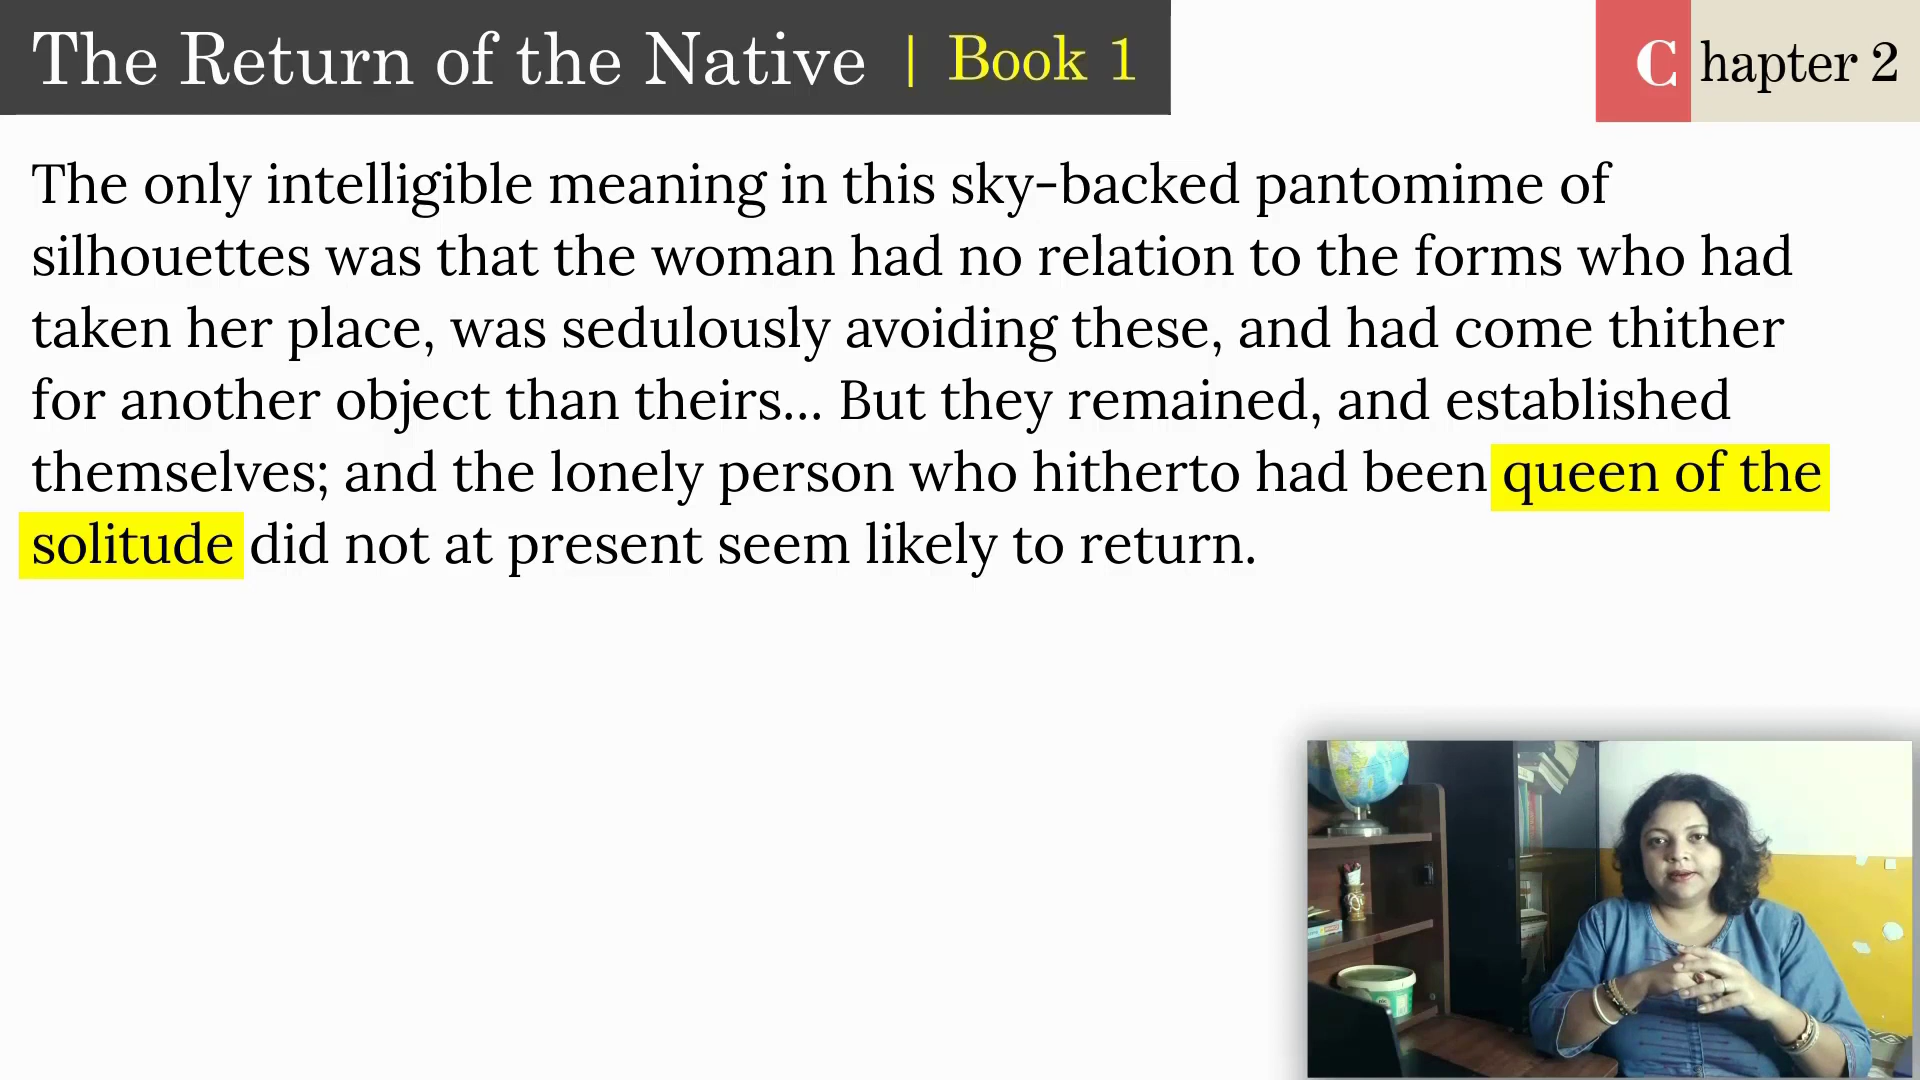 The Return of the Native | Book 1
Chapter 2
The only intelligible meaning in this sky-backed pantomime of
silhouettes was that the woman had no relation to the forms who had
taken her place, was sedulously avoiding these, and had come thither
for another object than theirs... But they remained, and established
themselves; and the lonely person who hitherto had been queen of the
solitude did not at present seem likely to return.